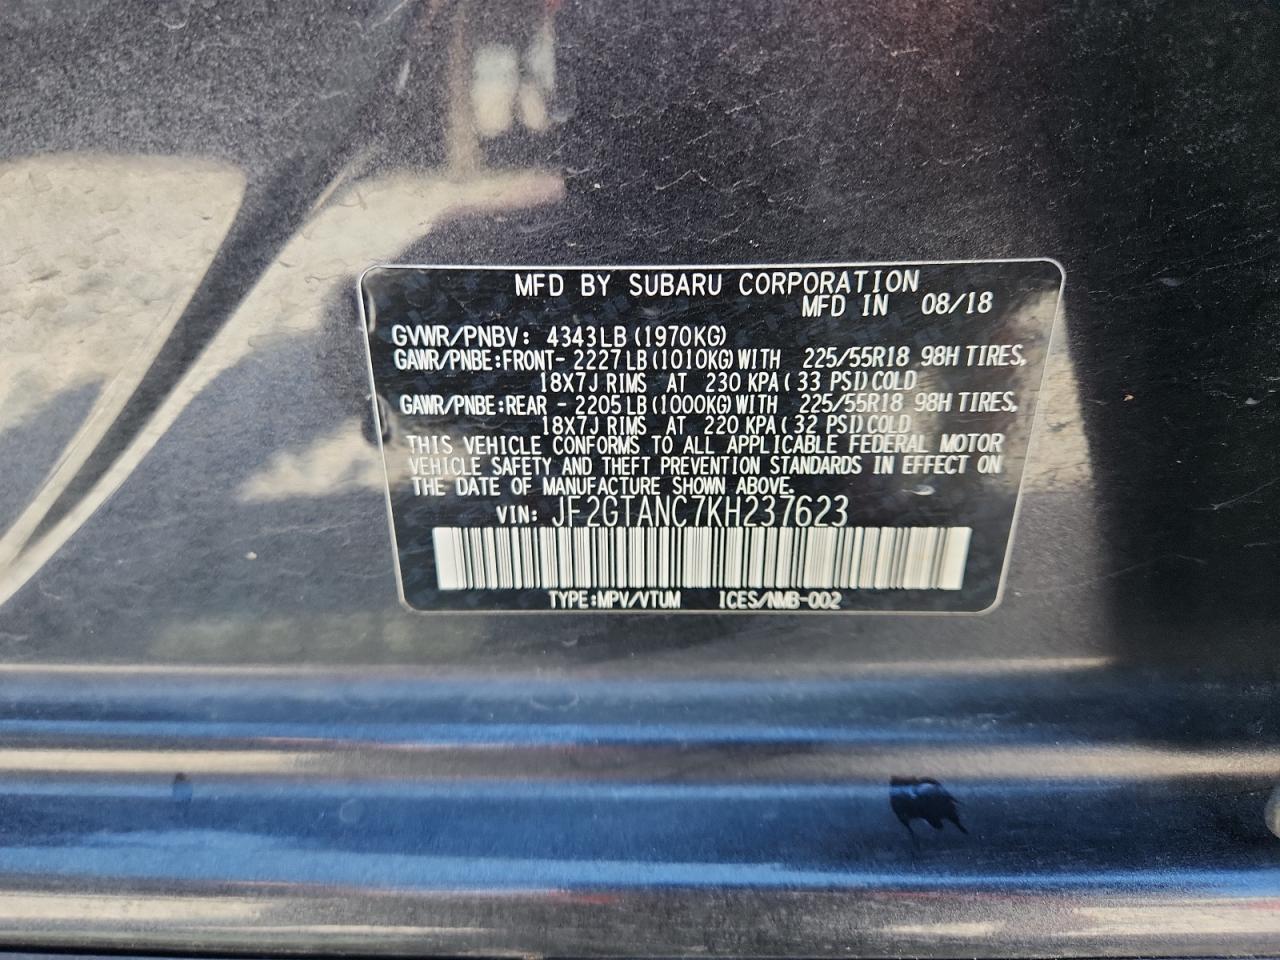 MFD BY SUBARU CORPORATION
MFD IN 08/18
GVWR/PNBV: 4343LB (1970KG)
GAWR/PNBE:FRONT- 2227LB (1010KG) WITH 225/55R18 98H TIRES,
18X7J RIMS AT 230 KPA ( 33 PSI) COLD
GAWR/PNBE:REAR - 2205LB (1000KG) WITH 225/55R18 98H TIRES,
18X7J RIMS AT 220 KPA ( 32 PSI) COLD
THIS VEHICLE CONFORMS TO ALL APPLICABLE FEDERAL MOTOR
VEHICLE SAFETY AND THEFT PREVENTION STANDARDS IN EFFECT ON
THE DATE OF MANUFACTURE SHOWN ABOVE.
VIN: JF2GTANC7KH237623
TYPE:MPV/VTUM ICES/NMB-002